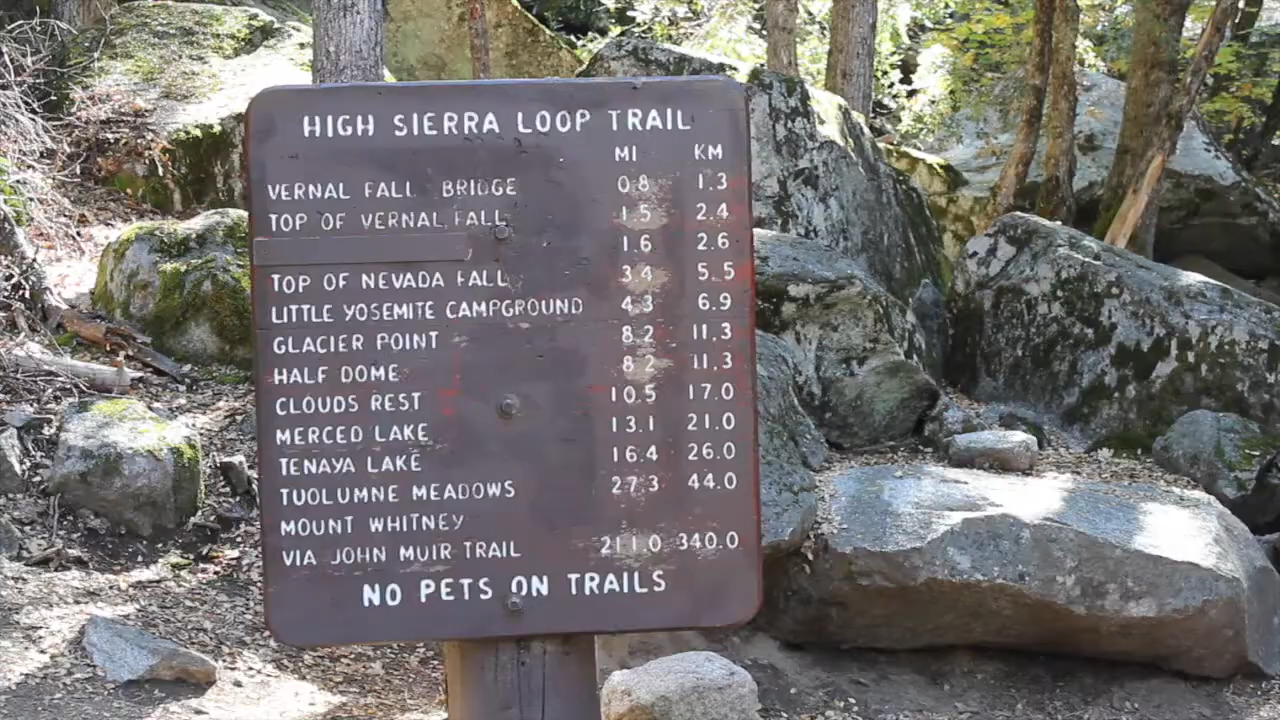 HIGH SIERRA LOOP TRAIL
MI KM
VERNAL FALL BRIDGE 0.8 1.3
TOP OF VERNAL FALL 1.5 2.4
1.6 2.6
TOP OF NEVADA FALL 3.4 5.5
LITTLE YOSEMITE CAMPGROUND 4.3 6.9
GLACIER POINT 8.2 11.3
HALF DOME 8.2 11.3
CLOUDS REST 10.5 17.0
MERCED LAKE 13.1 21.0
TENAYA LAKE 16.4 26.0
TUOLUMNE MEADOWS 27.3 44.0
MOUNT WHITNEY
VIA JOHN MUIR TRAIL 211.0 340.0
NO PETS ON TRAILS